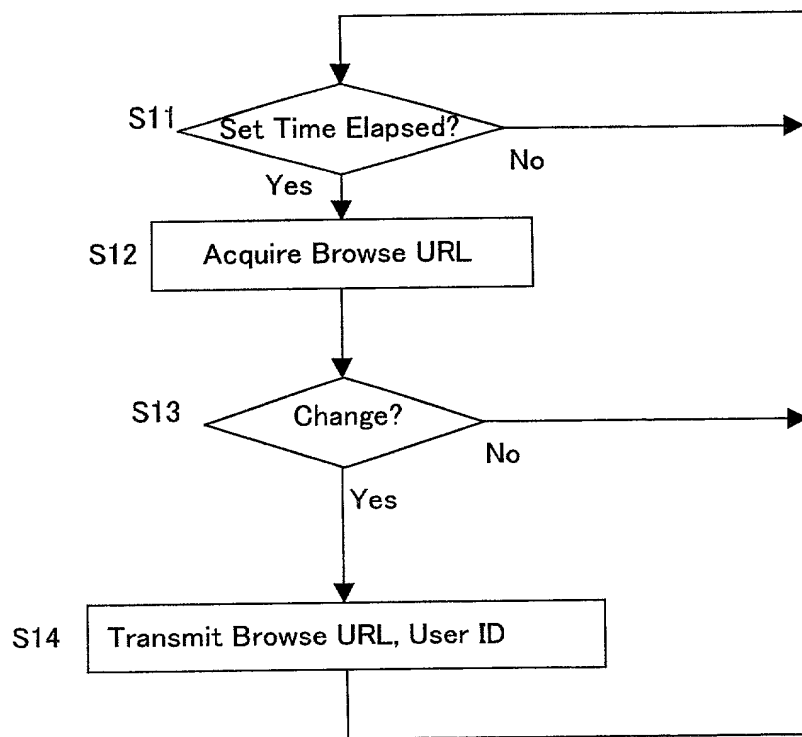 S11
Set Time Elapsed?
No
Yes
S12
Acquire Browse URL
S13
Change?
No
Yes
S14
Transmit Browse URL, User ID